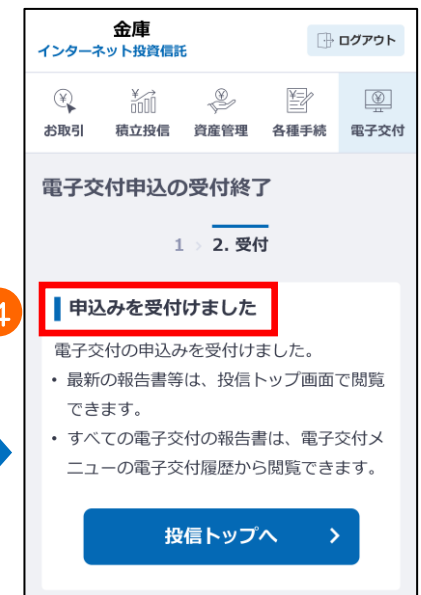 金庫
インターネット投資信託
ログアウト
お取引 積立投信 資産管理 各種手続 電子交付
電子交付申込の受付終了
1 > 2. 受付
4
申込みを受付けました
電子交付の申込みを受付けました。
• 最新の報告書等は、投信トップ画面で閲覧
できます。
• すべての電子交付の報告書は、電子交付メ
ニューの電子交付履歴から閲覧できます。
投信トップへ